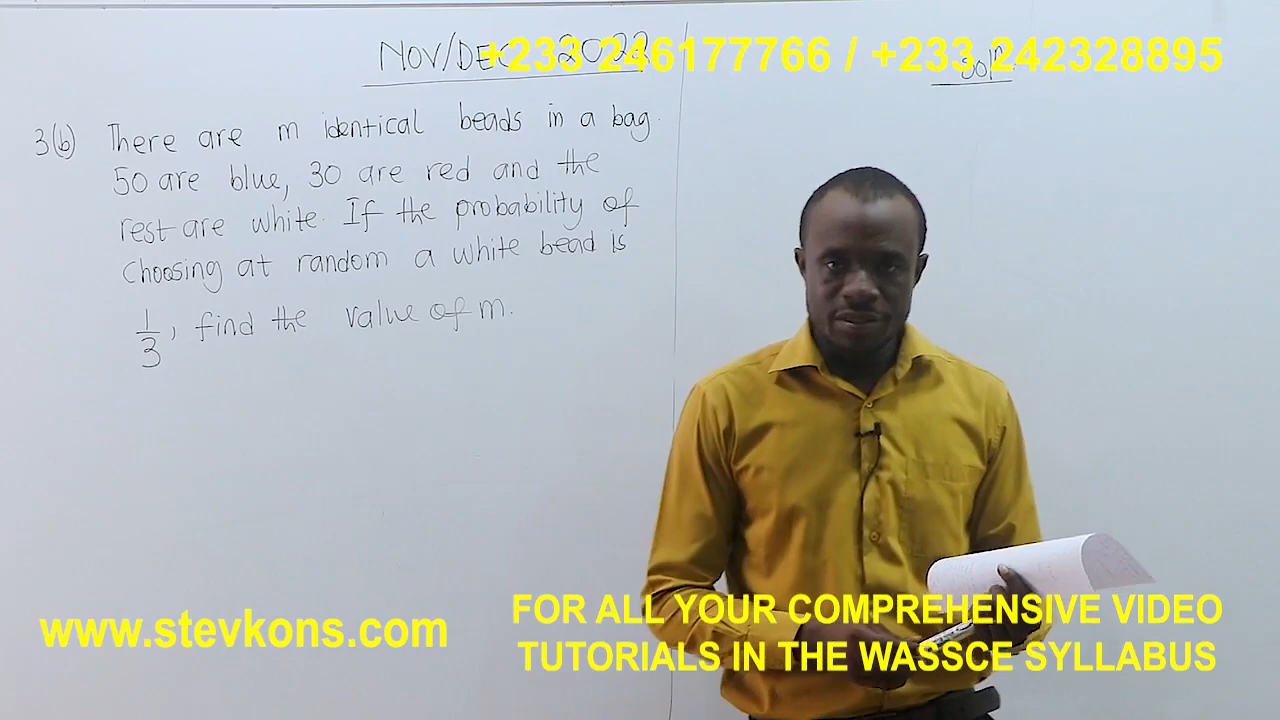 NOV/DEC 2022
+233 246177766 / +233 242328895
Soln
3(b) There are m identical beads in a bag.
50 are blue, 30 are red and the
rest are white. If the probability of
choosing at random a white bead is
1/3, find the value of m.
www.stevkons.com
FOR ALL YOUR COMPREHENSIVE VIDEO
TUTORIALS IN THE WASSCE SYLLABUS